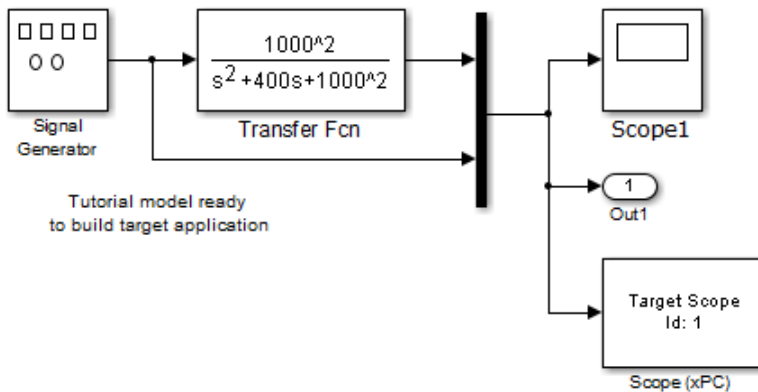 1000^2
s²+400s+1000^2
Signal
Generator
Transfer Fcn
Scope1
Tutorial model ready
to build target application
1
Out1
Target Scope
Id: 1
Scope (xPC)